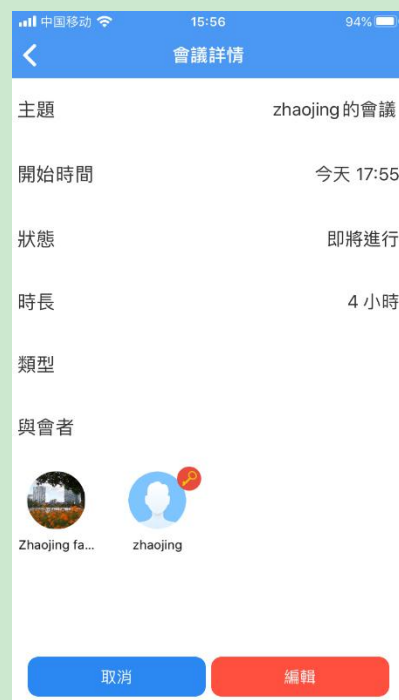 中国移动 15:56 94%
會議詳情
主題 zhaojing的會議
開始時間 今天 17:55
狀態 即將進行
時長 4 小時
類型
與會者
Zhaojing fa... zhaojing
取消 編輯